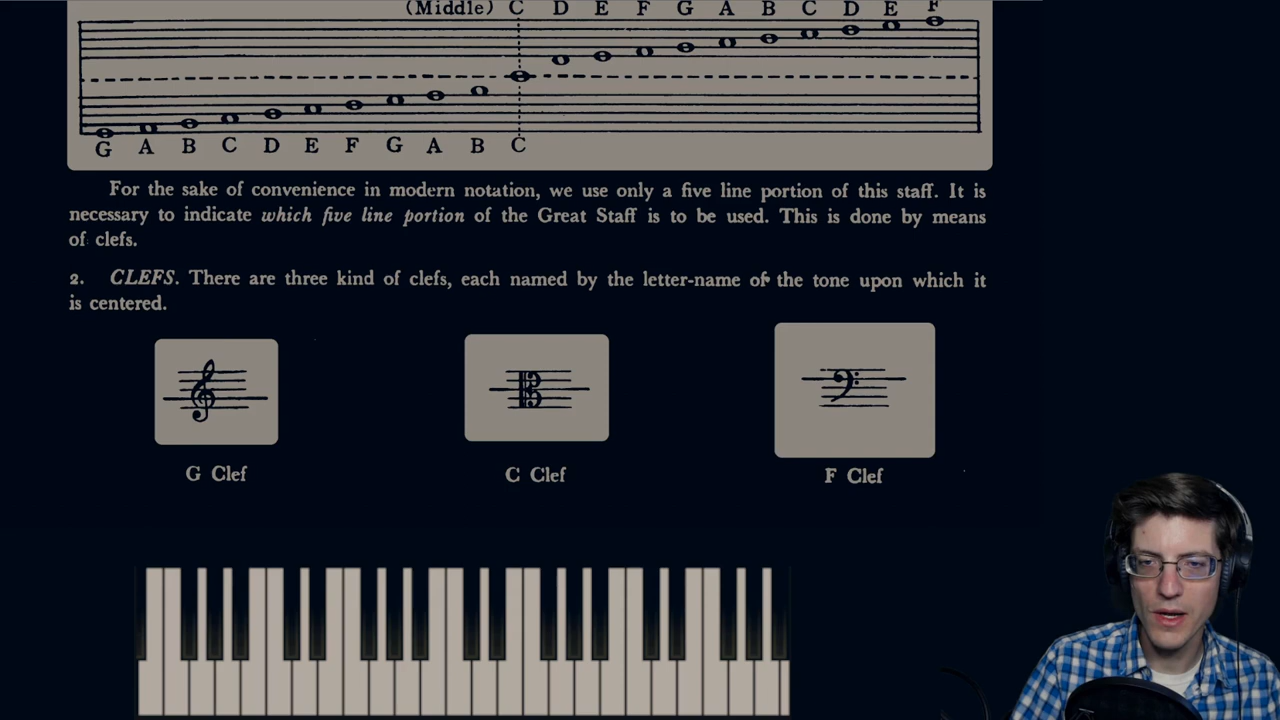 (Middle) C D E F G A B C D E F
G A B C D E F G A B C
For the sake of convenience in modern notation, we use only a five line portion of this staff. It is
necessary to indicate which five line portion of the Great Staff is to be used. This is done by means
of clefs.
2. CLEFS. There are three kind of clefs, each named by the letter-name of the tone upon which it
is centered.
G Clef C Clef F Clef